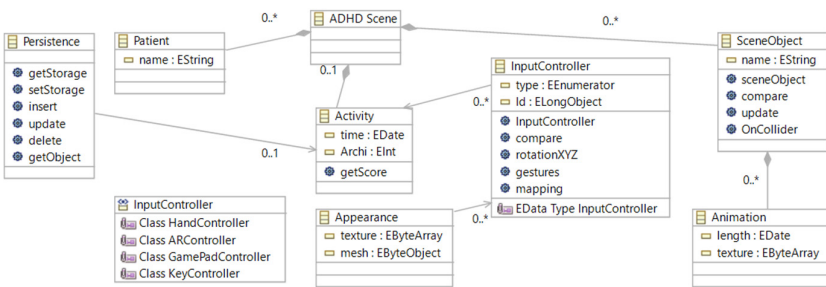 ADHD Scene
0..*
0..*
0..1
Persistence
getStorage
setStorage
insert
update
delete
getObject
Patient
name : EString
Activity
time : EDate
Archi : EInt
getScore
0..1
InputController
type : EEnumerator
Id : ELongObject
InputController
compare
rotationXYZ
gestures
mapping
EData Type InputController
0..*
0..*
SceneObject
name : EString
sceneObject
compare
update
OnCollider
0..*
InputController
Class HandController
Class ARController
Class GamePadController
Class KeyController
Appearance
texture : EByteArray
mesh : EByteObject
Animation
length : EDate
texture : EByteArray